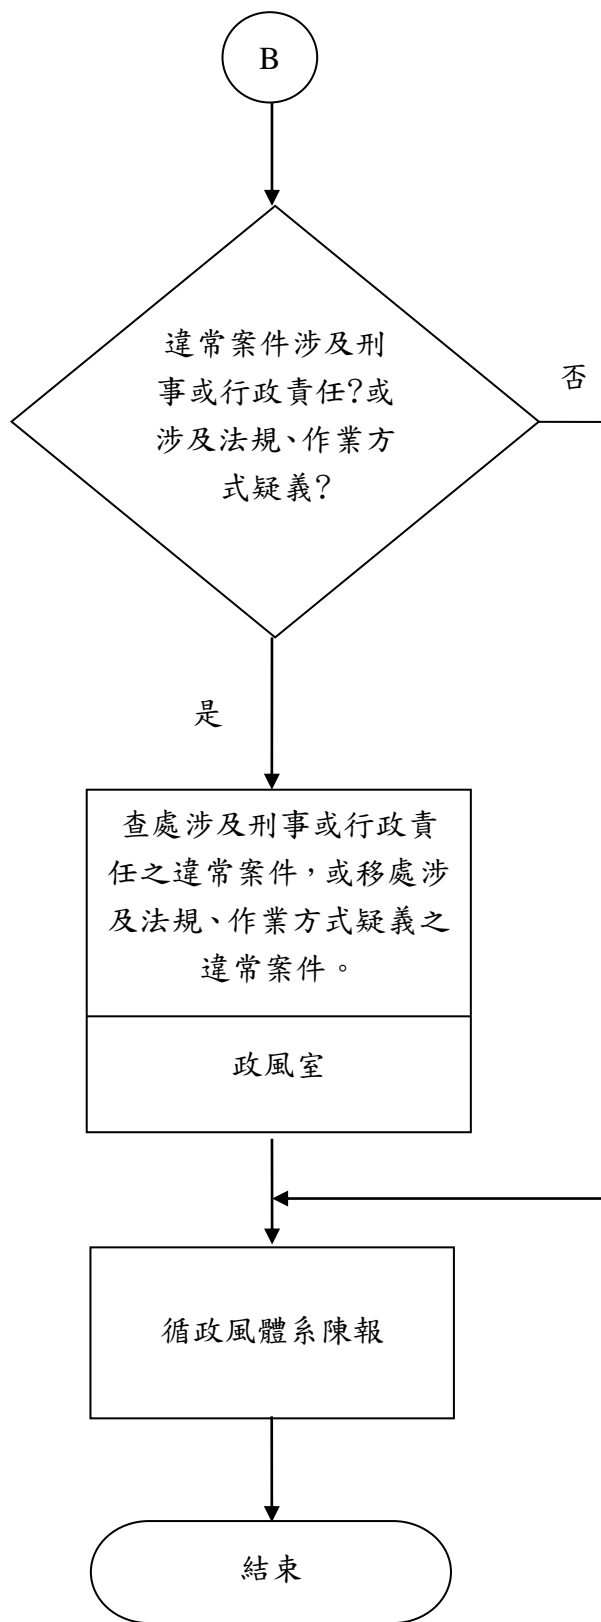 B
違常案件涉及刑
事或行政責任?或
涉及法規、作業方
式疑義?
否
是
查處涉及刑事或行政責
任之違常案件，或移處涉
及法規、作業方式疑義之
違常案件。
政風室
循政風體系陳報
結束